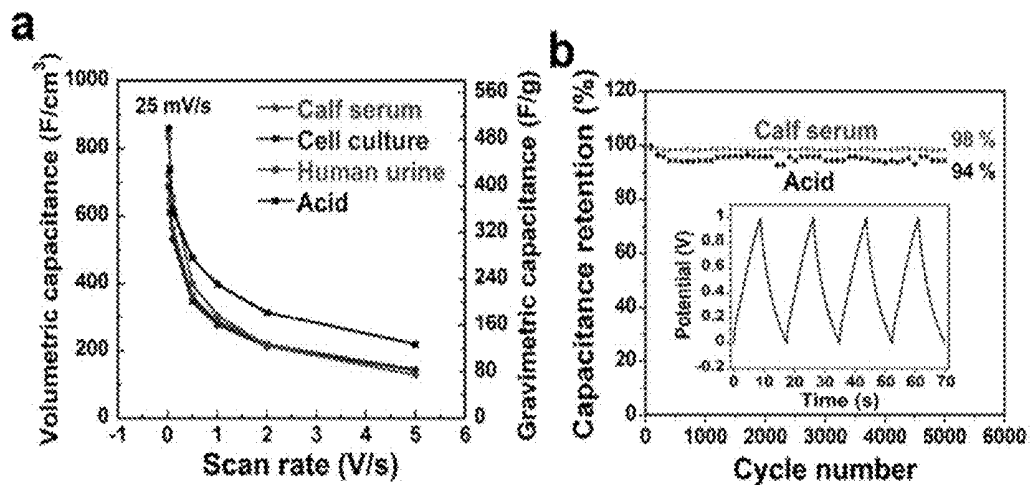 a
Volumetric capacitance (F/cm³)
1000
800
600
400
200
0
25 mV/s
Calf serum
Cell culture
Human urine
Acid
560
480
400
320
240
160
80
0
Gravimetric capacitance (F/g)
-1 0 1 2 3 4 5 6
Scan rate (V/s)
b
Capacitance retention (%)
120
100
80
60
40
20
0
Calf serum 98 %
Acid 94 %
Potential (V)
1
0.8
0.6
0.4
0.2
0
-0.2
0 10 20 30 40 50 60 70
Time (s)
0 1000 2000 3000 4000 5000 6000
Cycle number